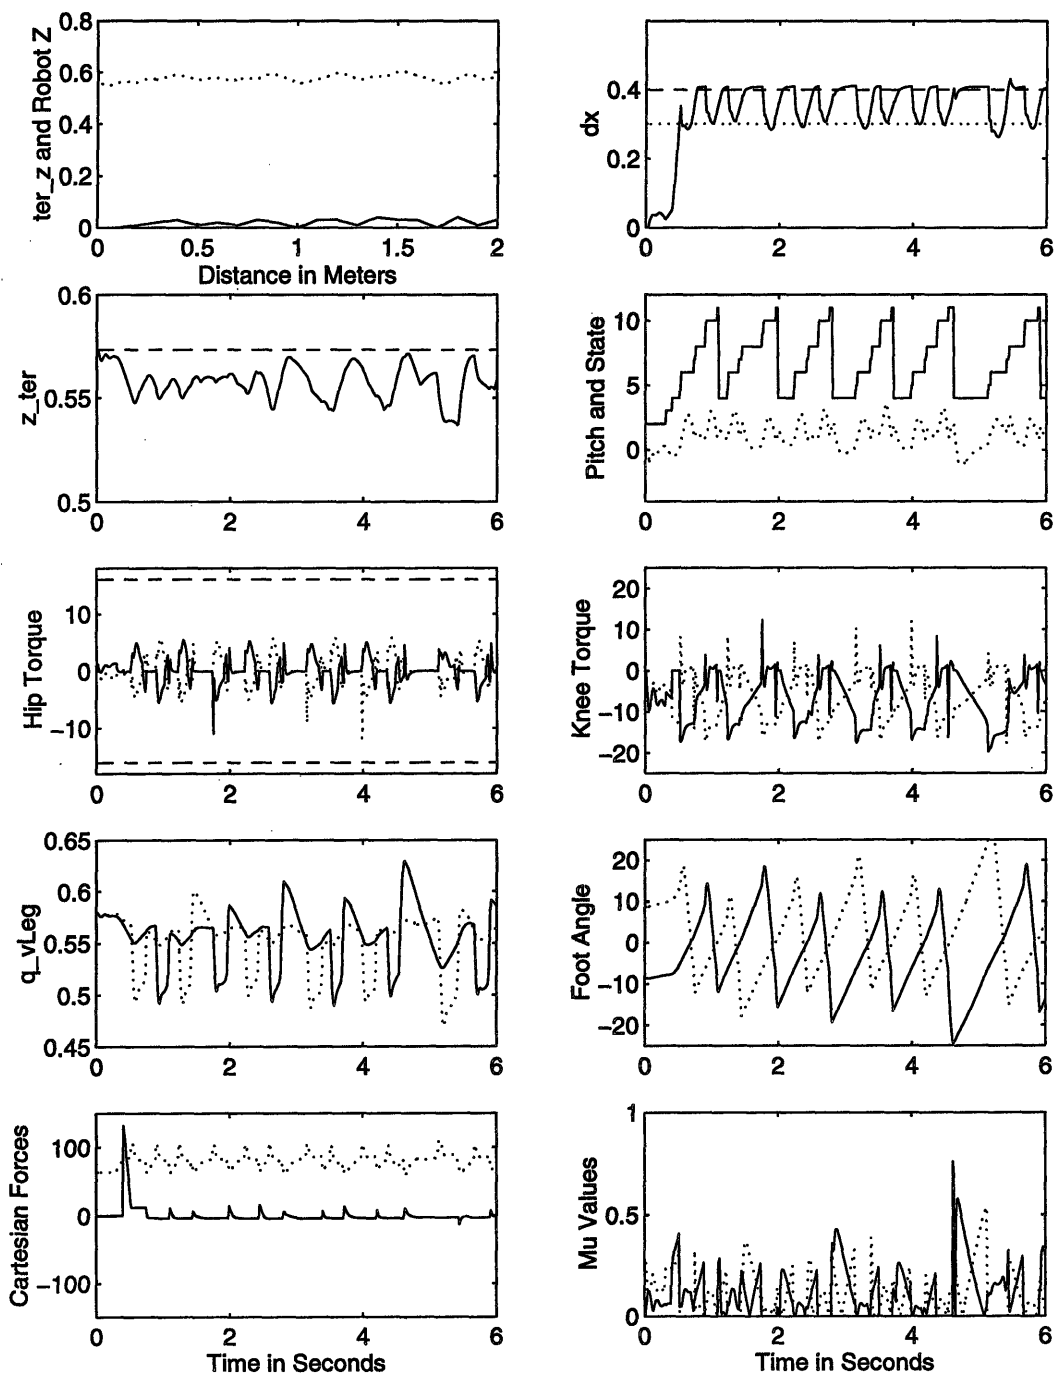 0.8
0.6
0.4
0.2
0
ter_z and Robot Z
0 0.5 1 1.5 2
Distance in Meters
0.4
0.2
0
dx
0 2 4 6
0.6
0.55
0.5
z_ter
0 2 4 6
10
5
0
Pitch and State
0 2 4 6
10
0
−10
Hip Torque
0 2 4 6
20
10
0
−10
−20
Knee Torque
0 2 4 6
0.65
0.6
0.55
0.5
0.45
q_vLeg
0 2 4 6
20
10
0
−10
−20
Foot Angle
0 2 4 6
100
0
−100
Cartesian Forces
0 2 4 6
Time in Seconds
1
0.5
0
Mu Values
0 2 4 6
Time in Seconds